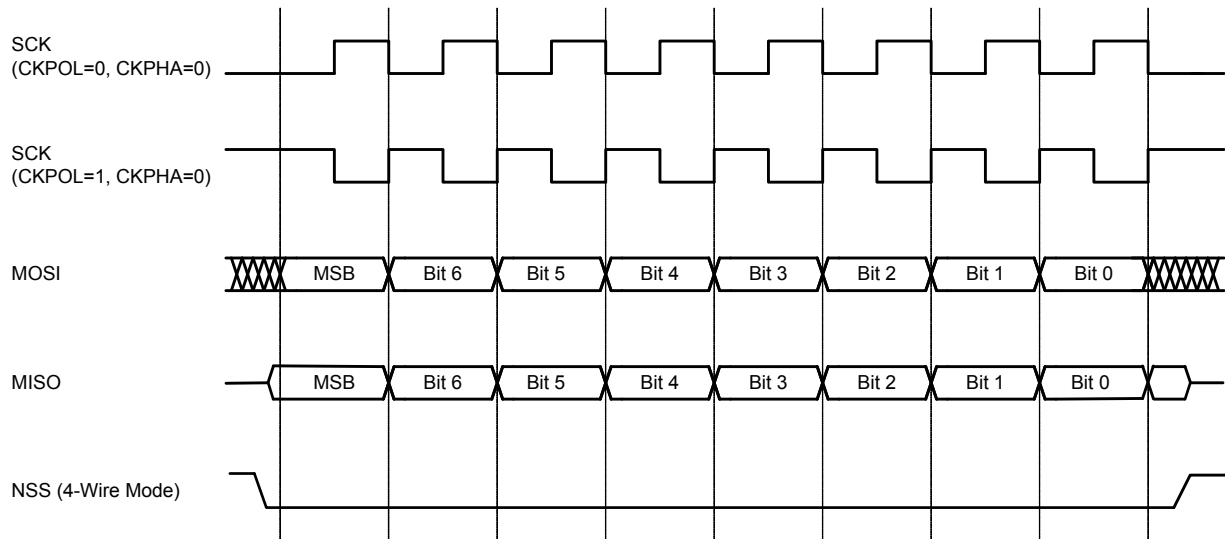 SCK
(CKPOL=0, CKPHA=0)
SCK
(CKPOL=1, CKPHA=0)
MOSI
MSB Bit 6 Bit 5 Bit 4 Bit 3 Bit 2 Bit 1 Bit 0
MISO
MSB Bit 6 Bit 5 Bit 4 Bit 3 Bit 2 Bit 1 Bit 0
NSS (4-Wire Mode)